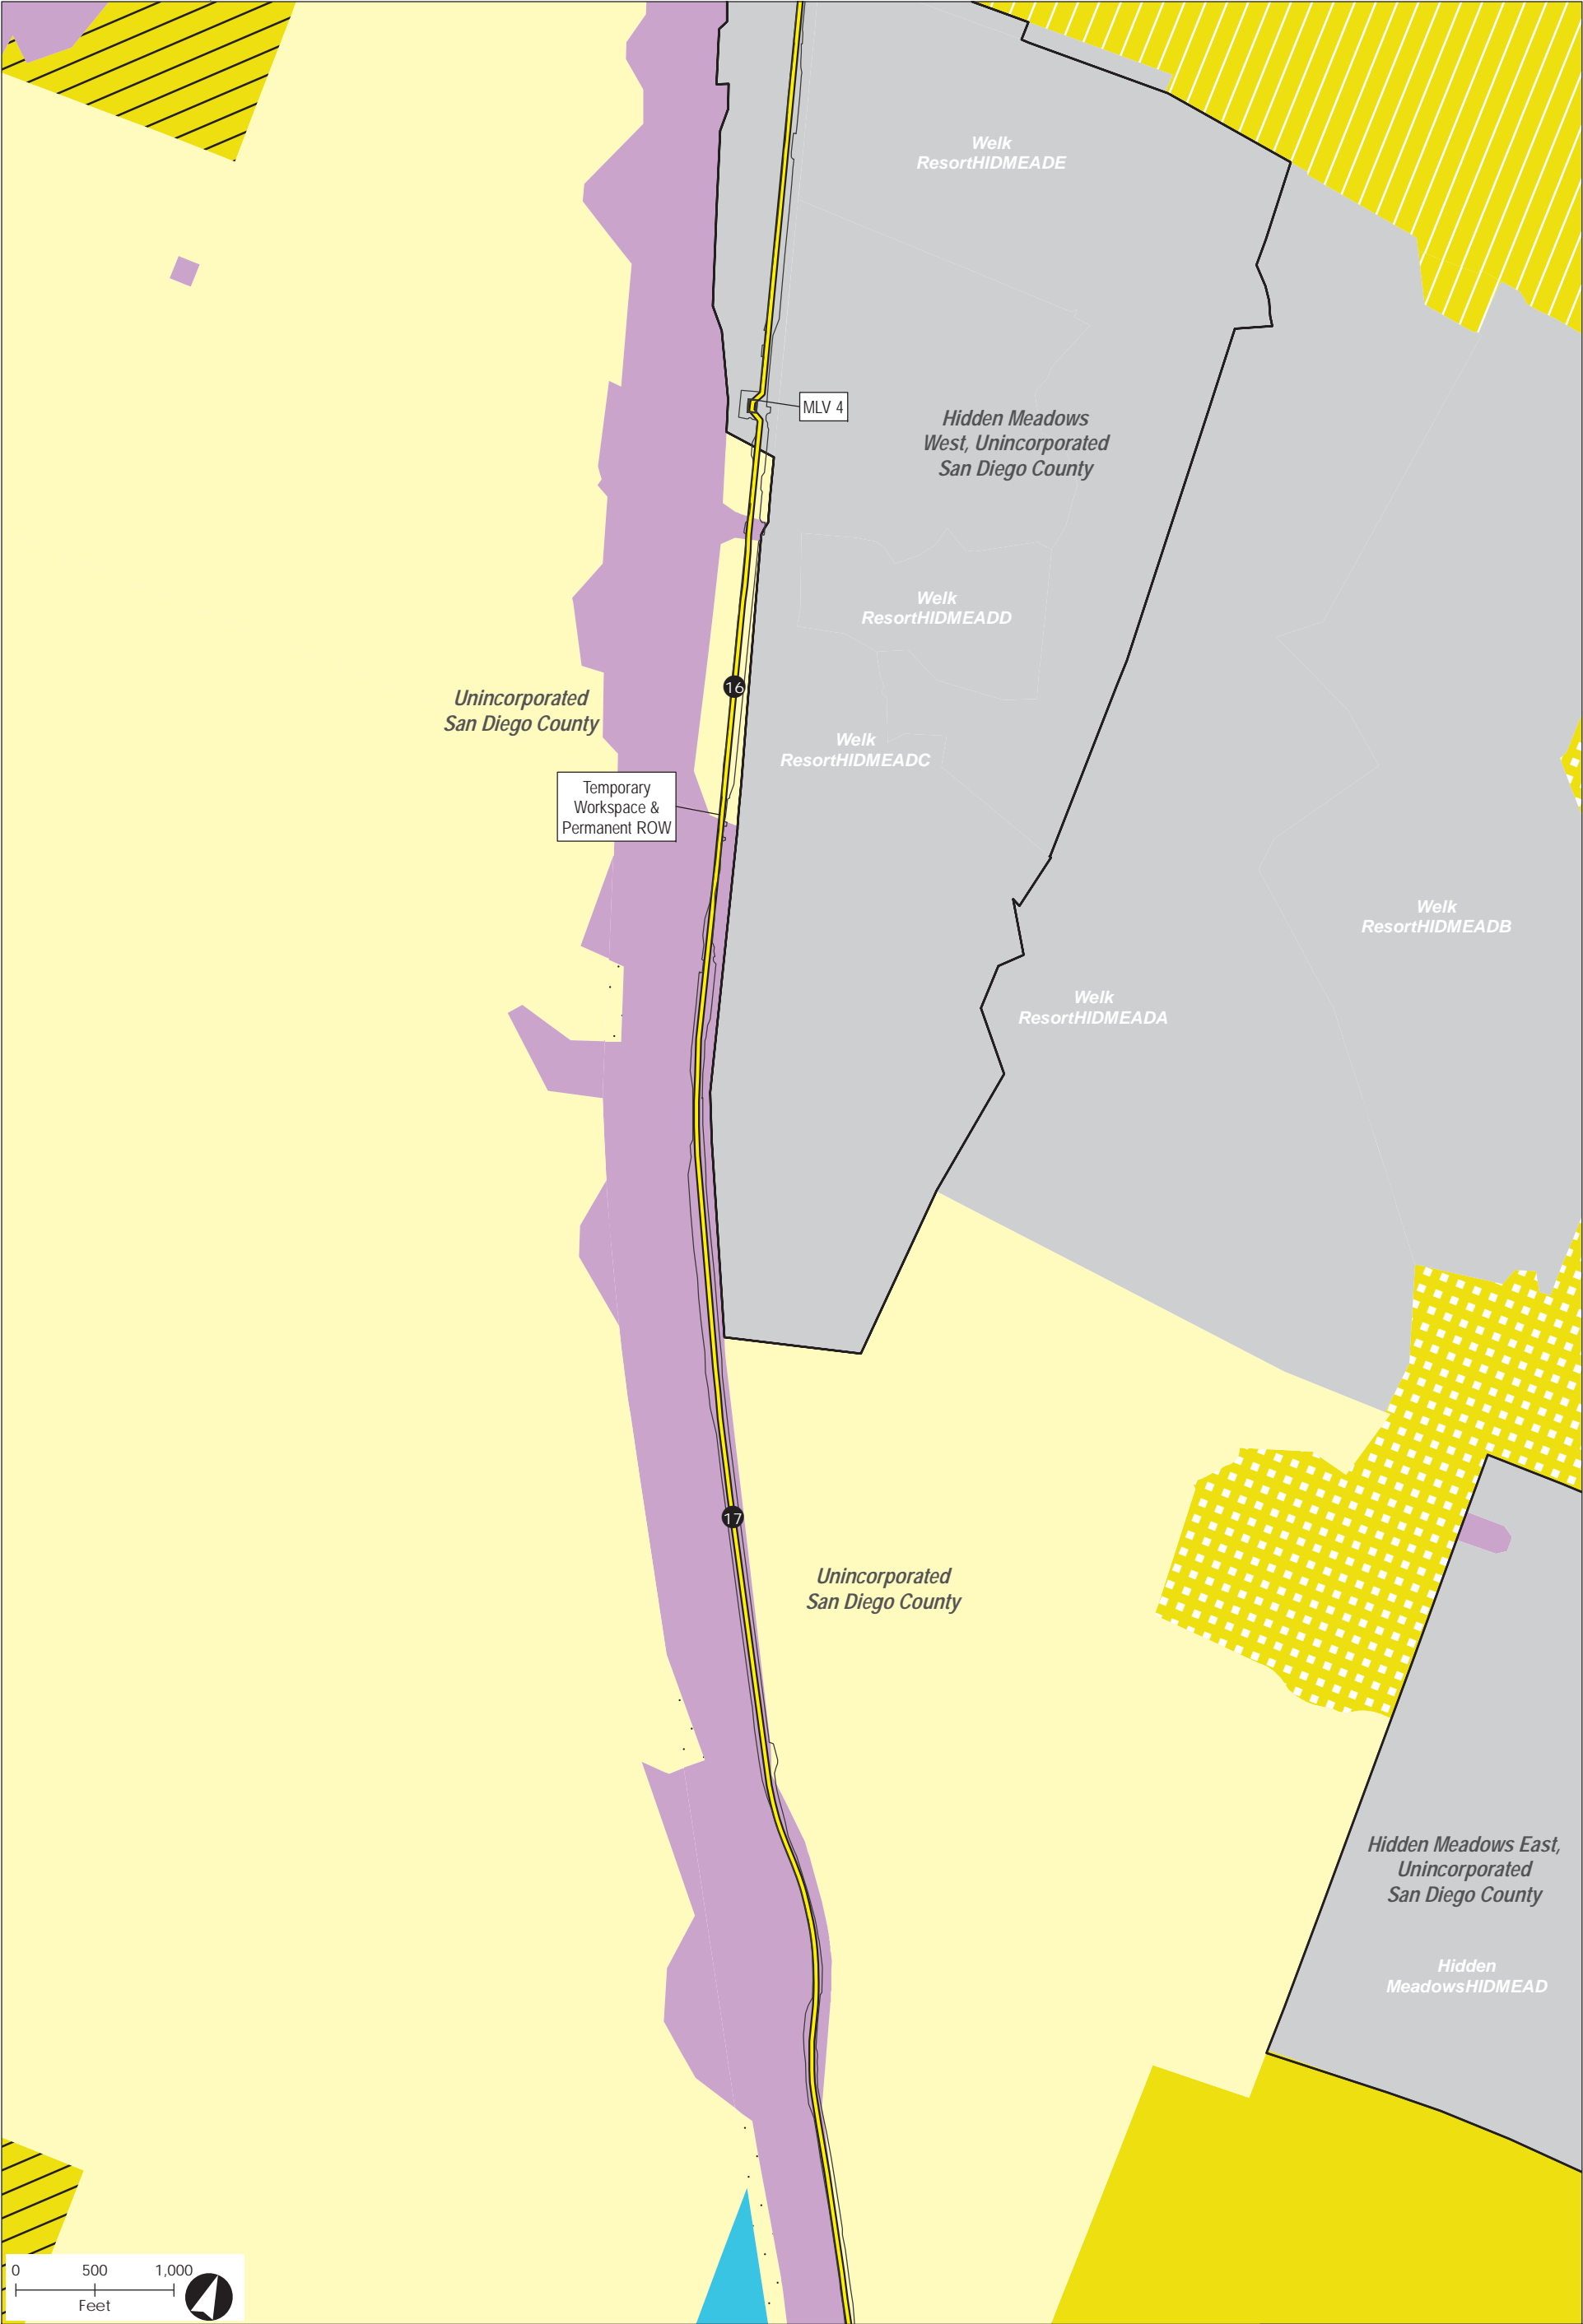 Welk
ResortHIDMEADE
MLV 4
Hidden Meadows
West, Unincorporated
San Diego County
Welk
ResortHIDMEADD
16
Unincorporated
San Diego County
Welk
ResortHIDMEADC
Temporary
Workspace &
Permanent ROW
Welk
ResortHIDMEADB
Welk
ResortHIDMEADA
17
Unincorporated
San Diego County
Hidden Meadows East,
Unincorporated
San Diego County
Hidden
MeadowsHIDMEAD
0 500 1,000
Feet